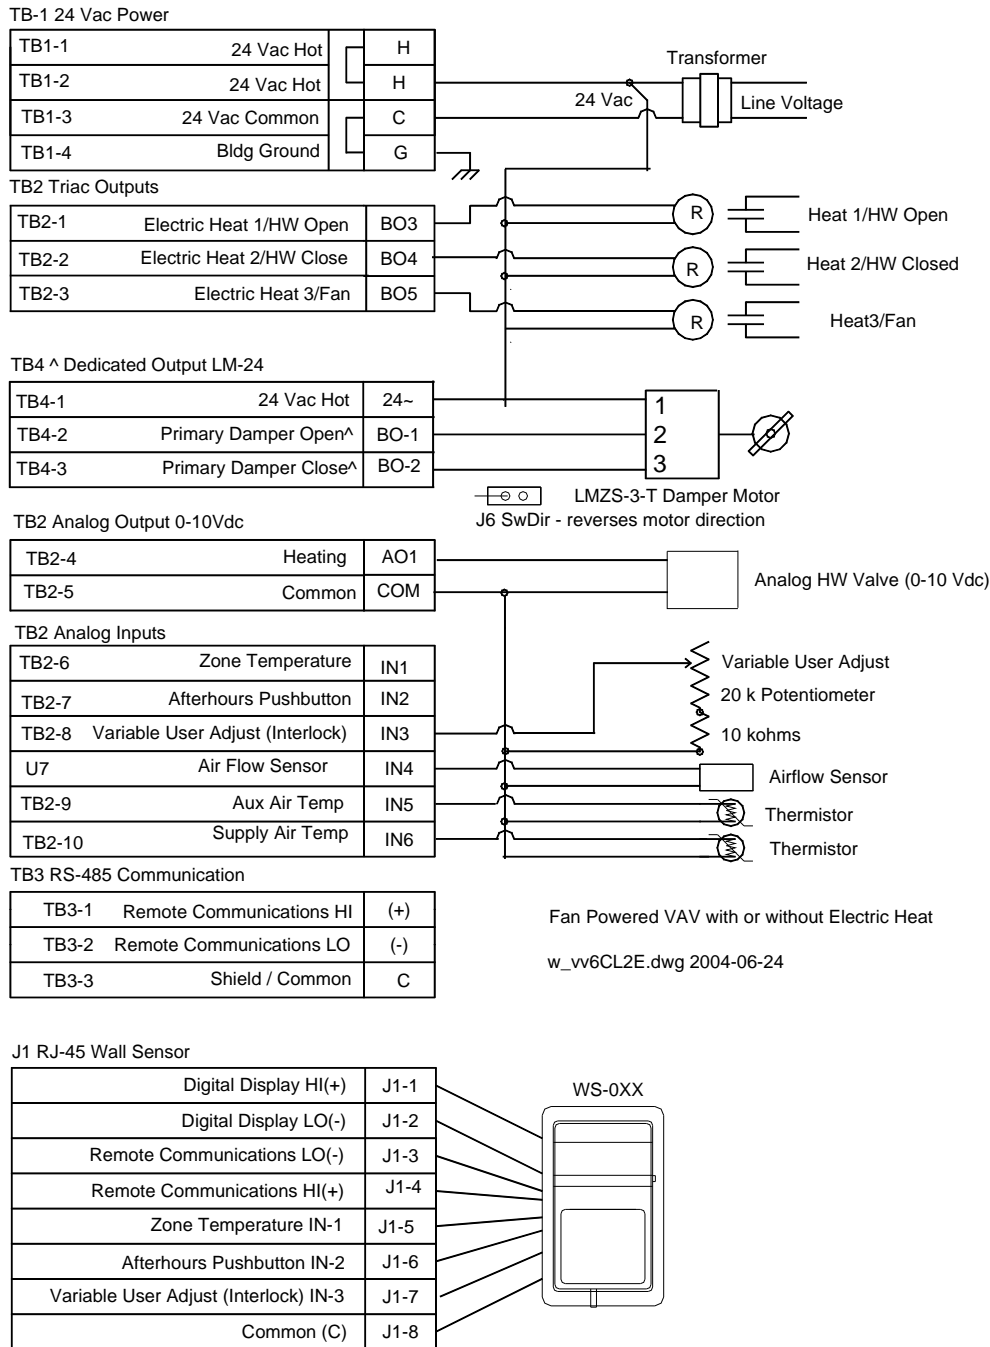 TB-1 24 Vac Power
TB1-1 24 Vac Hot H
TB1-2 24 Vac Hot H
TB1-3 24 Vac Common C
TB1-4 Bldg Ground G
Transformer
24 Vac
Line Voltage
TB2 Triac Outputs
TB2-1 Electric Heat 1/HW Open BO3
TB2-2 Electric Heat 2/HW Close BO4
TB2-3 Electric Heat 3/Fan BO5
R Heat 1/HW Open
R Heat 2/HW Closed
R Heat3/Fan
TB4 ^ Dedicated Output LM-24
TB4-1 24 Vac Hot 24~
TB4-2 Primary Damper Open^ BO-1
TB4-3 Primary Damper Close^ BO-2
1
2
3
LMZS-3-T Damper Motor
J6 SwDir - reverses motor direction
TB2 Analog Output 0-10Vdc
TB2-4 Heating AO1
TB2-5 Common COM
Analog HW Valve (0-10 Vdc)
TB2 Analog Inputs
TB2-6 Zone Temperature IN1
TB2-7 Afterhours Pushbutton IN2
TB2-8 Variable User Adjust (Interlock) IN3
U7 Air Flow Sensor IN4
TB2-9 Aux Air Temp IN5
TB2-10 Supply Air Temp IN6
Variable User Adjust
20 k Potentiometer
10 kohms
Airflow Sensor
Thermistor
Thermistor
TB3 RS-485 Communication
TB3-1 Remote Communications HI (+)
TB3-2 Remote Communications LO (-)
TB3-3 Shield / Common C
Fan Powered VAV with or without Electric Heat
w_vv6CL2E.dwg 2004-06-24
J1 RJ-45 Wall Sensor
Digital Display HI(+) J1-1
Digital Display LO(-) J1-2
Remote Communications LO(-) J1-3
Remote Communications HI(+) J1-4
Zone Temperature IN-1 J1-5
Afterhours Pushbutton IN-2 J1-6
Variable User Adjust (Interlock) IN-3 J1-7
Common (C) J1-8
WS-0XX